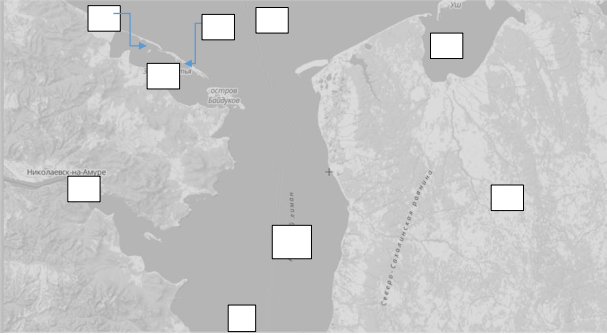 Уш
остров
Байдуков
Николаевск-на-Амуре
Северо-Сахалинская равнина